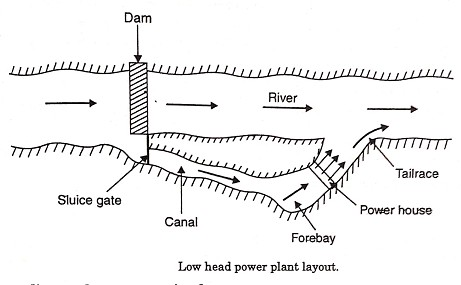 Dam
River
Sluice gate
Canal
Tailrace
Power house
Forebay
Low head power plant layout.